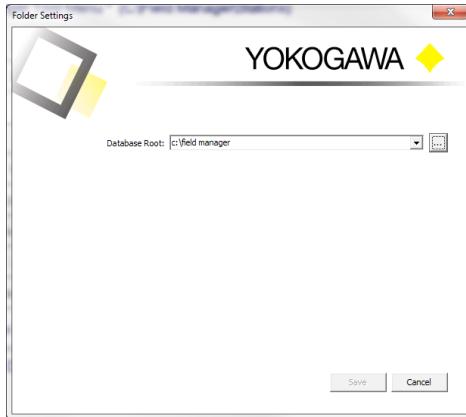 Folder Settings
YOKOGAWA
Database Root: c:\field manager
...
Save Cancel